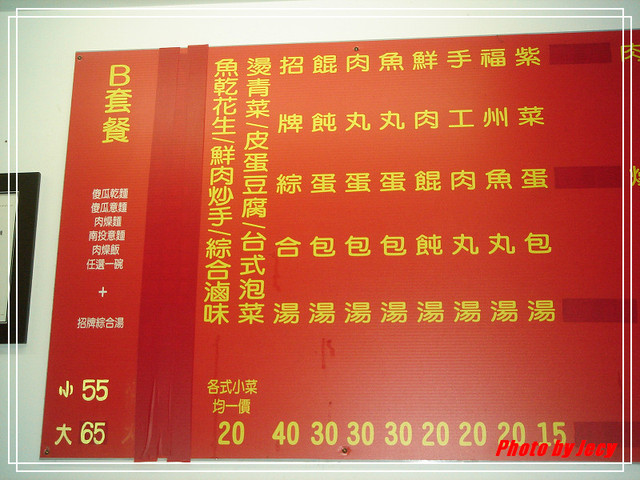 紫菜蛋包湯 15
福州魚丸湯 20
手工肉丸湯 20
鮮肉餛飩湯 20
魚丸蛋包湯 30
肉丸蛋包湯 30
餛飩蛋包湯 30
招牌綜合湯 40
燙青菜/皮蛋豆腐/台式泡菜
魚乾花生/鮮肉炒手/綜合滷味
各式小菜
均一價
20
B套餐
傻瓜乾麵
傻瓜意麵
肉燥麵
南投意麵
肉燥飯
任選一碗
+
招牌綜合湯
小 55
大 65
Photo by Jucy